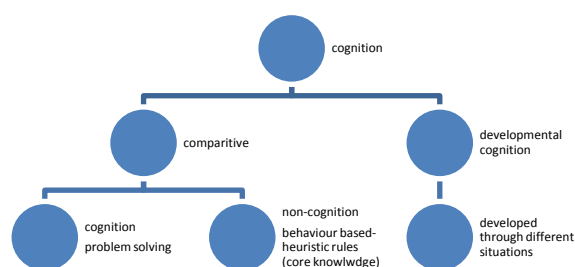 cognition
comparitive
developmental
cognition
cognition
problem solving
non-cognition
behaviour based-
heuristic rules
(core knowlwdge)
developed
through different
situations